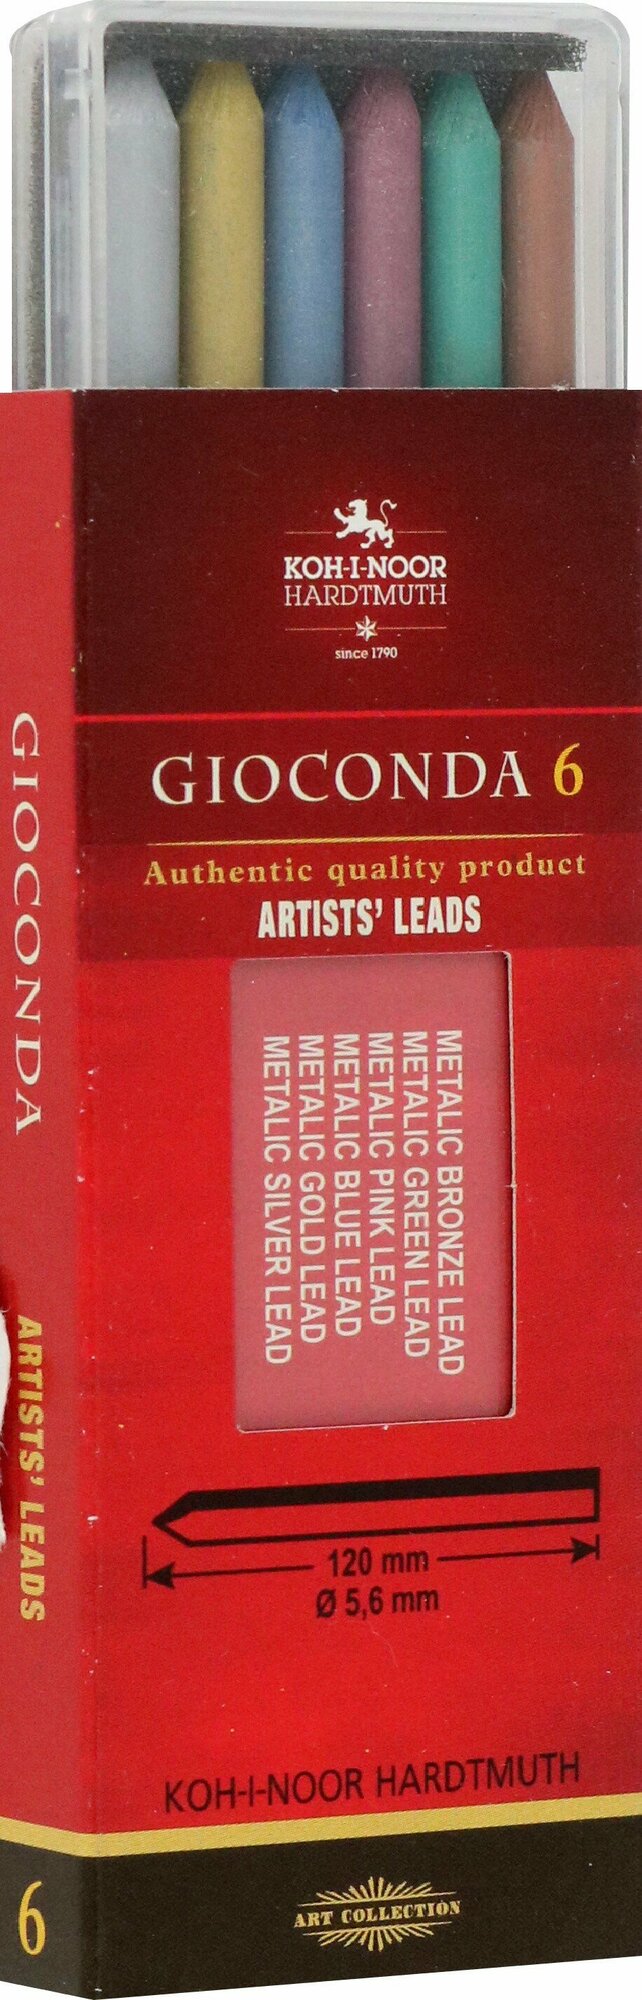 KOH-I-NOOR
HARDTMUTH
since 1790
GIOCONDA 6
Authentic quality product
ARTISTS' LEADS
METALIC BRONZE LEAD
METALIC GREEN LEAD
METALIC PINK LEAD
METALIC BLUE LEAD
METALIC GOLD LEAD
METALIC SILVER LEAD
120 mm
Ø 5,6 mm
KOH-I-NOOR HARDTMUTH
ART COLLECTION
GIOCONDA
ARTISTS' LEADS
6